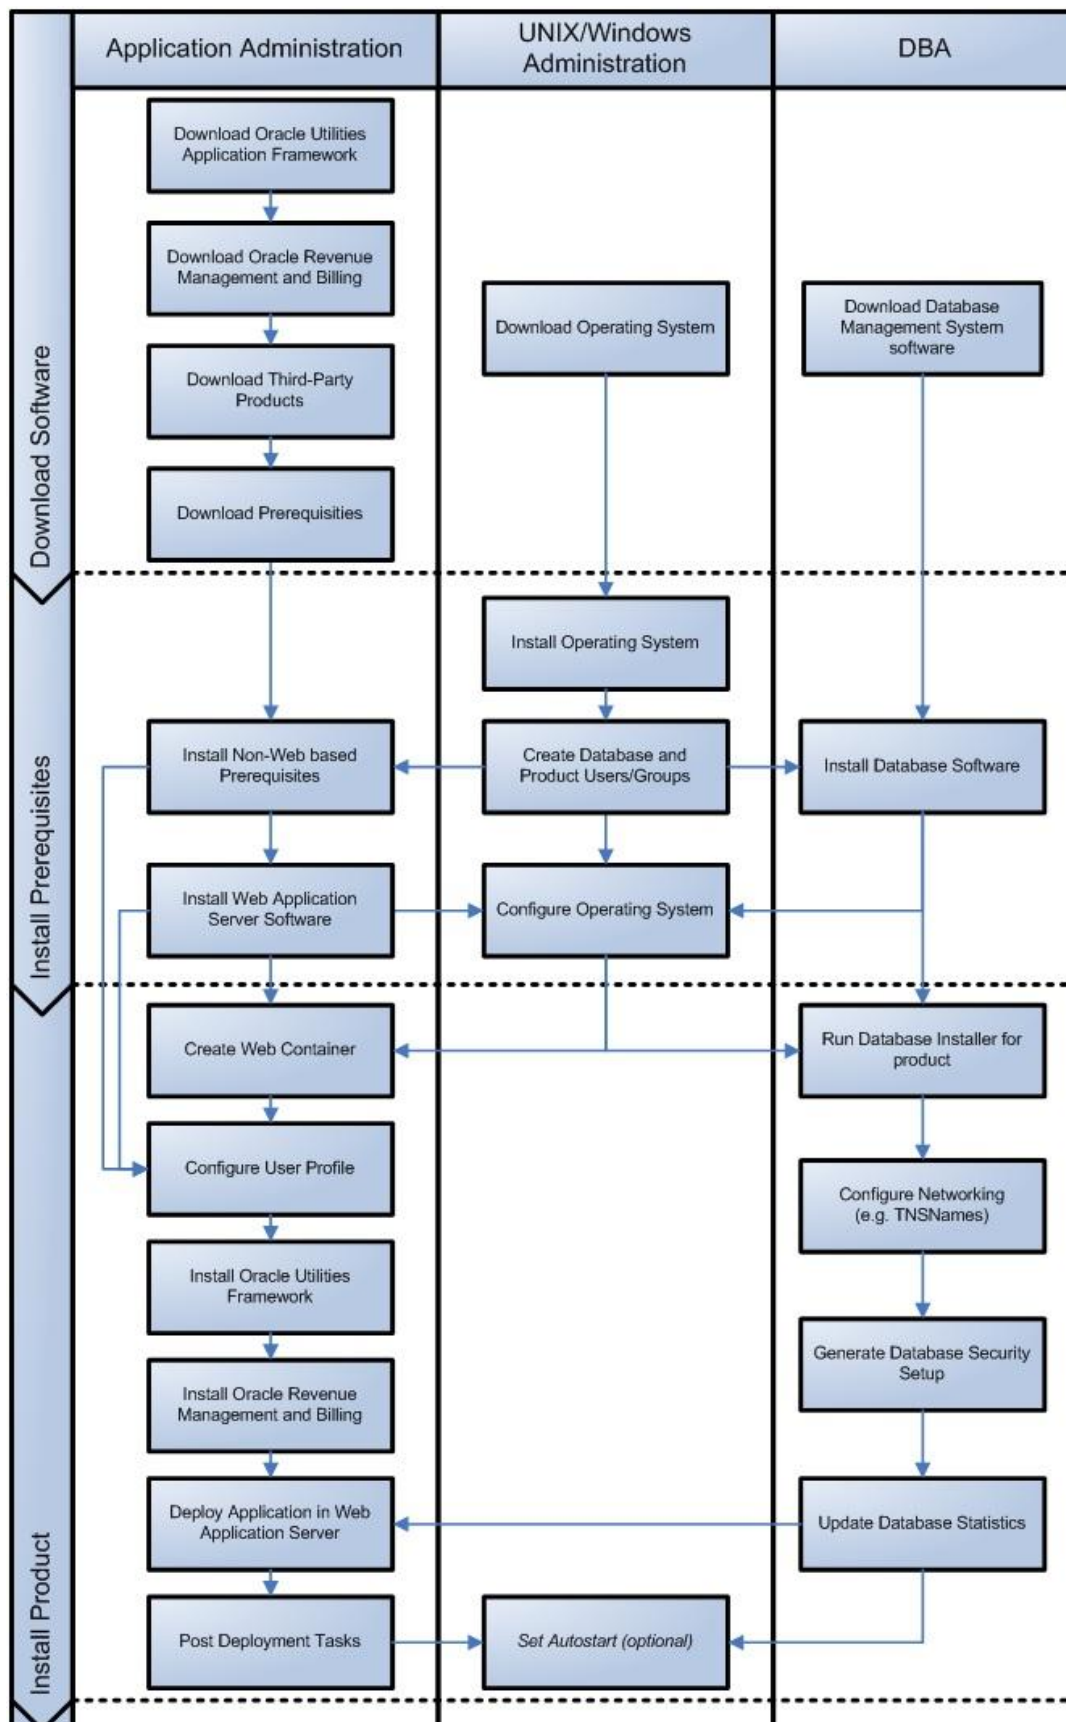 Application Administration
UNIX/Windows
Administration
DBA
Download Software
Download Oracle Utilities
Application Framework
Download Oracle Revenue
Management and Billing
Download Third-Party
Products
Download Prerequisities
Download Operating System
Download Database
Management System
software
Install Prerequisites
Install Operating System
Install Non-Web based
Prerequisites
Create Database and
Product Users/Groups
Install Database Software
Install Web Application
Server Software
Configure Operating System
Install Product
Create Web Container
Run Database Installer for
product
Configure User Profile
Configure Networking
(e.g. TNSNames)
Install Oracle Utilities
Framework
Generate Database Security
Setup
Install Oracle Revenue
Management and Billing
Deploy Application in Web
Application Server
Update Database Statistics
Post Deployment Tasks
Set Autostart (optional)